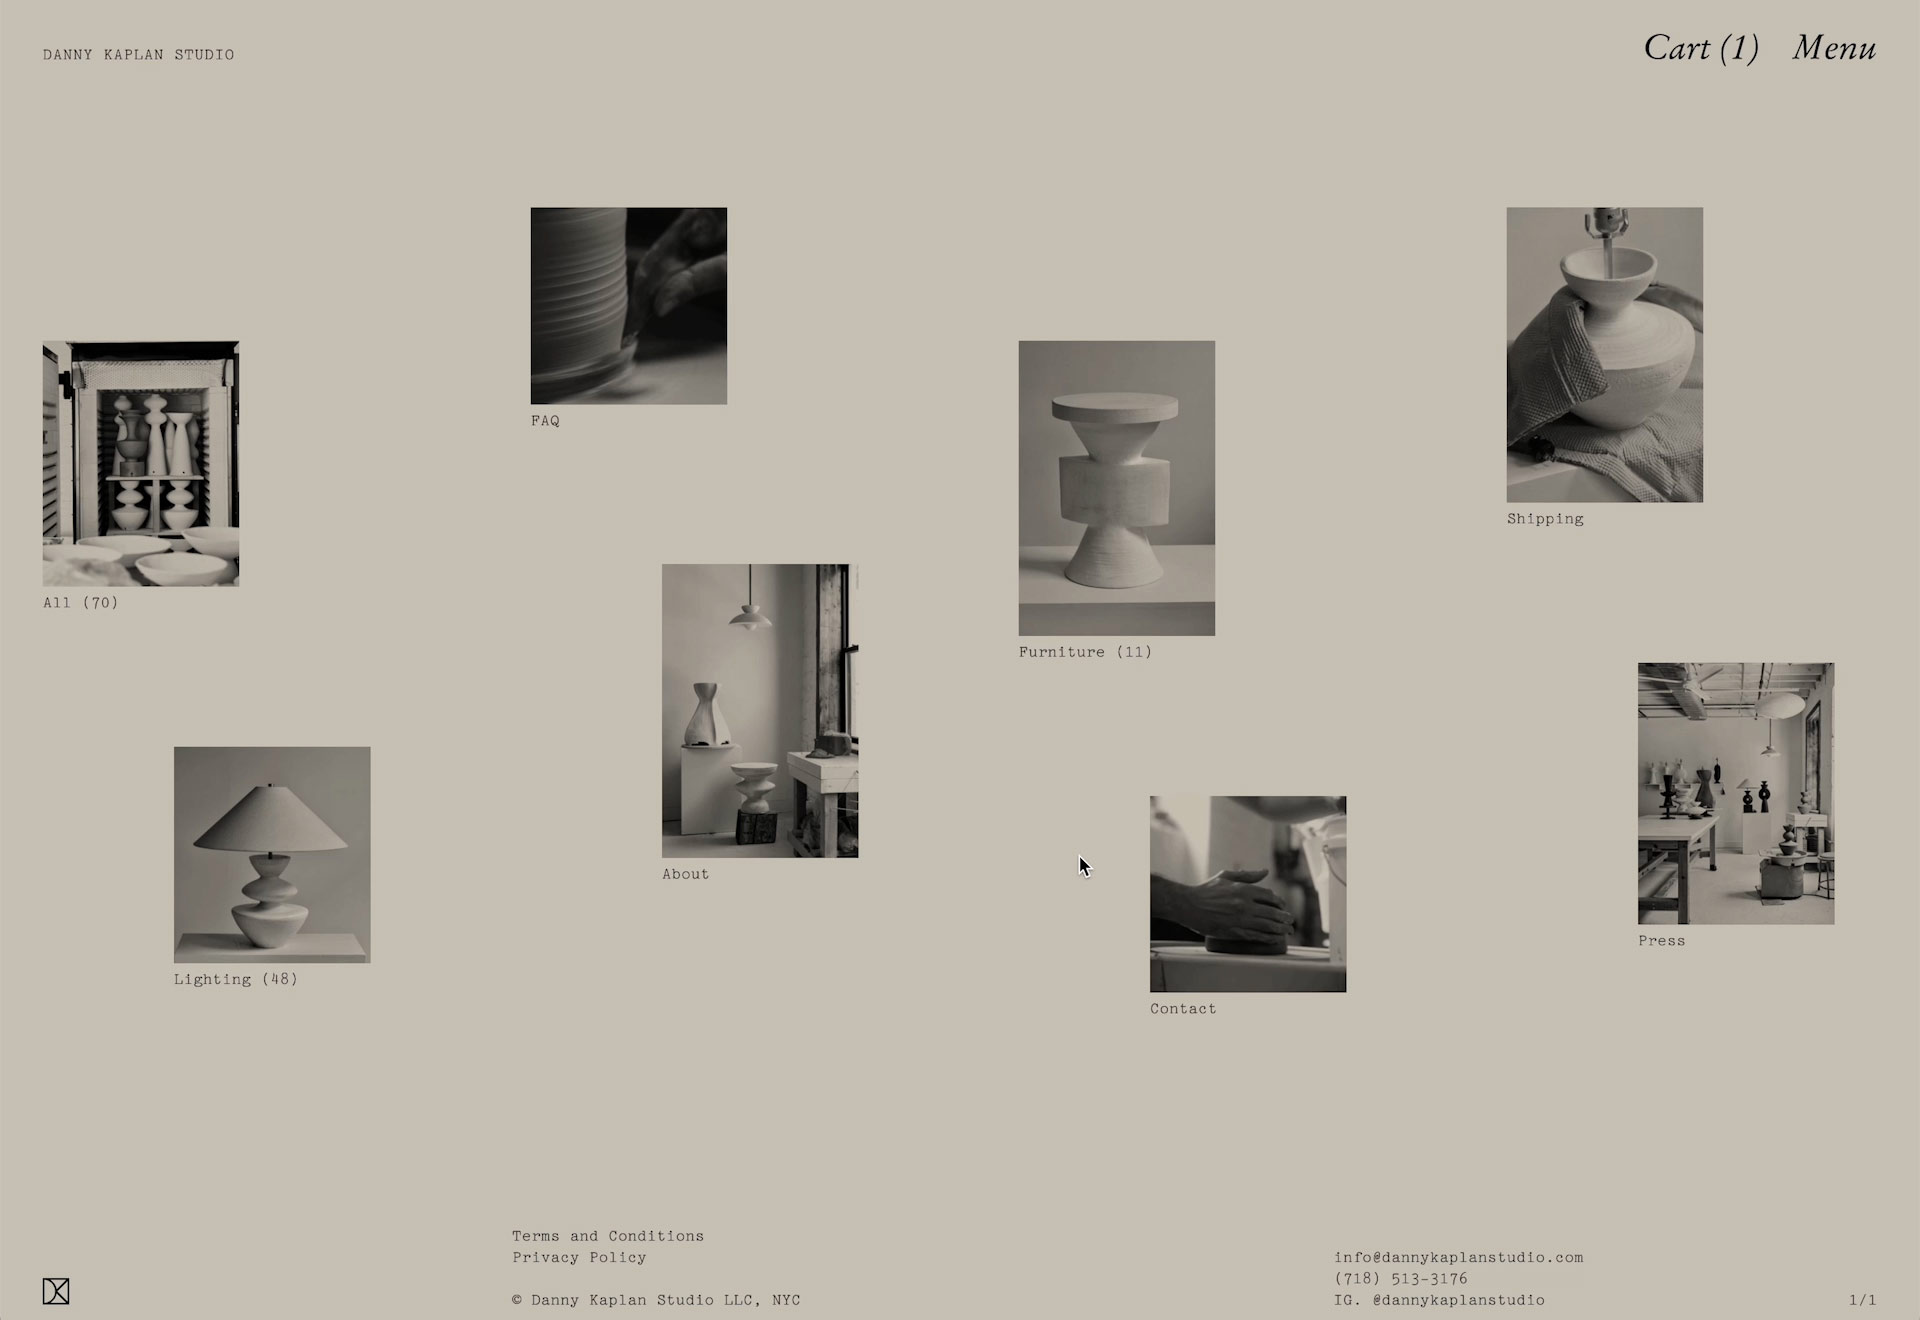 DANNY KAPLAN STUDIO
Cart (1) Menu
FAQ
Shipping
All (70)
Furniture (11)
About
Press
Lighting (48)
Contact
Terms and Conditions
Privacy Policy
© Danny Kaplan Studio LLC, NYC
info@dannykaplanstudio.com
(718) 513-3176
IG. @dannykaplanstudio
1/1